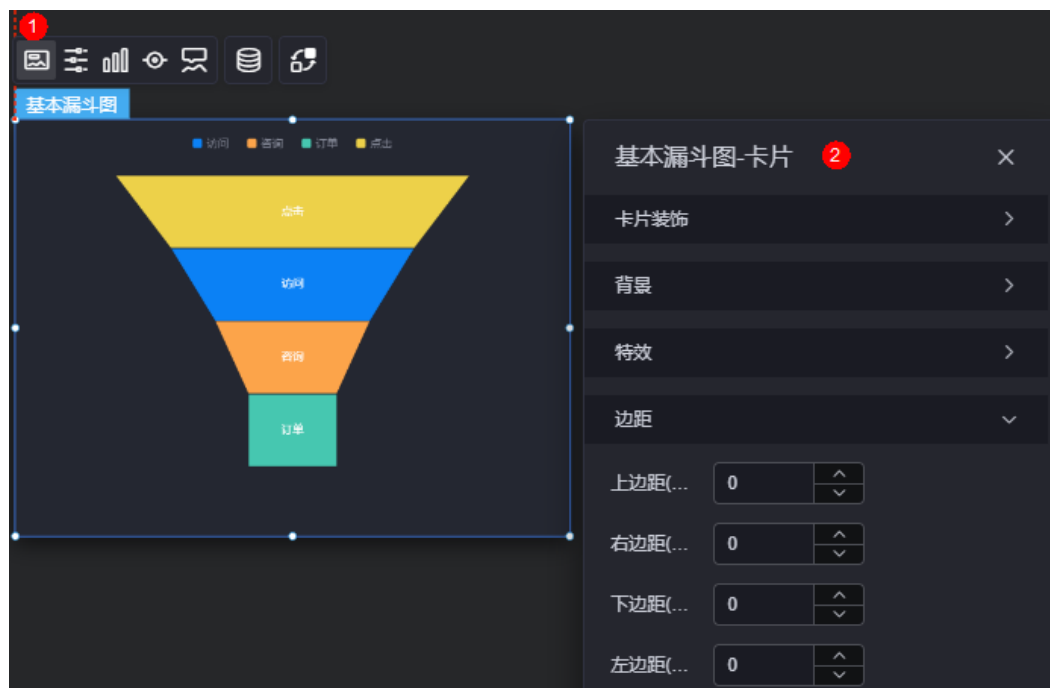 1
基本漏斗图
访问 咨询 订单 点击
点击
访问
咨询
订单
基本漏斗图-卡片 2
卡片装饰
背景
特效
边距
上边距(... 0
右边距(... 0
下边距(... 0
左边距(... 0